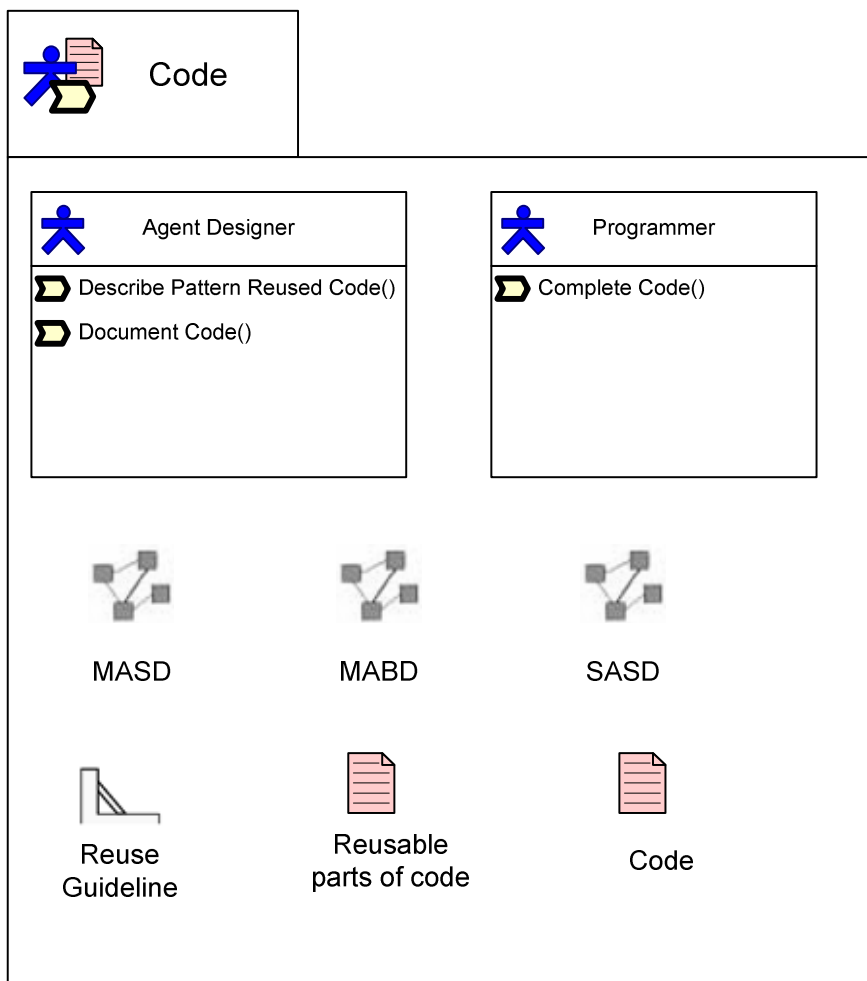 Code
Agent Designer
Describe Pattern Reused Code()
Document Code()
Programmer
Complete Code()
MASD
MABD
SASD
Reuse
Guideline
Reusable
parts of code
Code